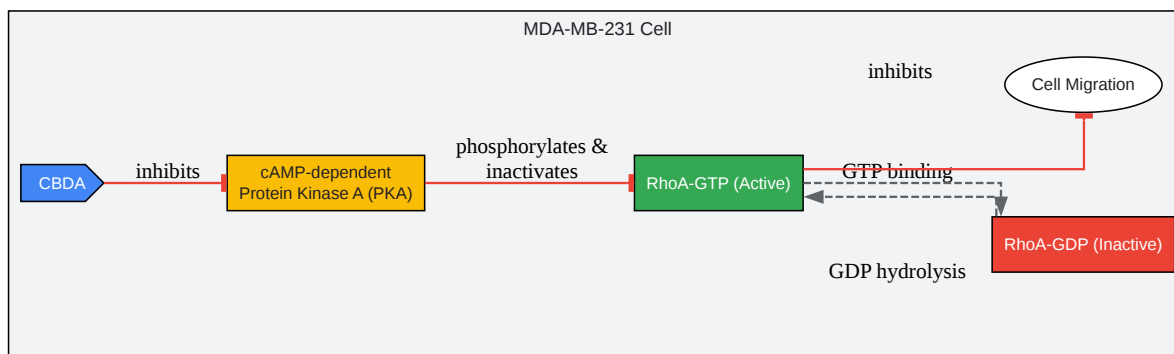 MDA-MB-231 Cell
inhibits
Cell Migration
CBDA
inhibits
cAMP-dependent
Protein Kinase A (PKA)
phosphorylates &
inactivates
RhoA-GTP (Active)
GTP binding
RhoA-GDP (Inactive)
GDP hydrolysis